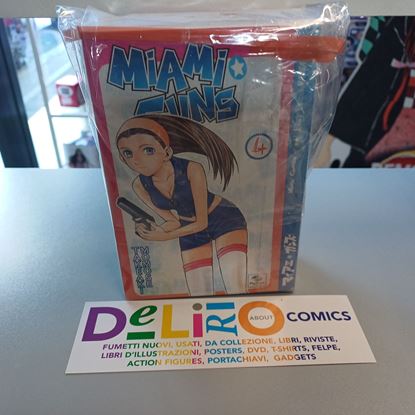 MIAMI
GUNS
4
DELIRIO ABOUT COMICS
FUMETTI NUOVI, USATI, DA COLLEZIONE, LIBRI, RIVISTE,
LIBRI D'ILLUSTRAZIONI, POSTERS, DVD, T-SHIRTS, FELPE,
ACTION FIGURES, PORTACHIAVI, GADGETS